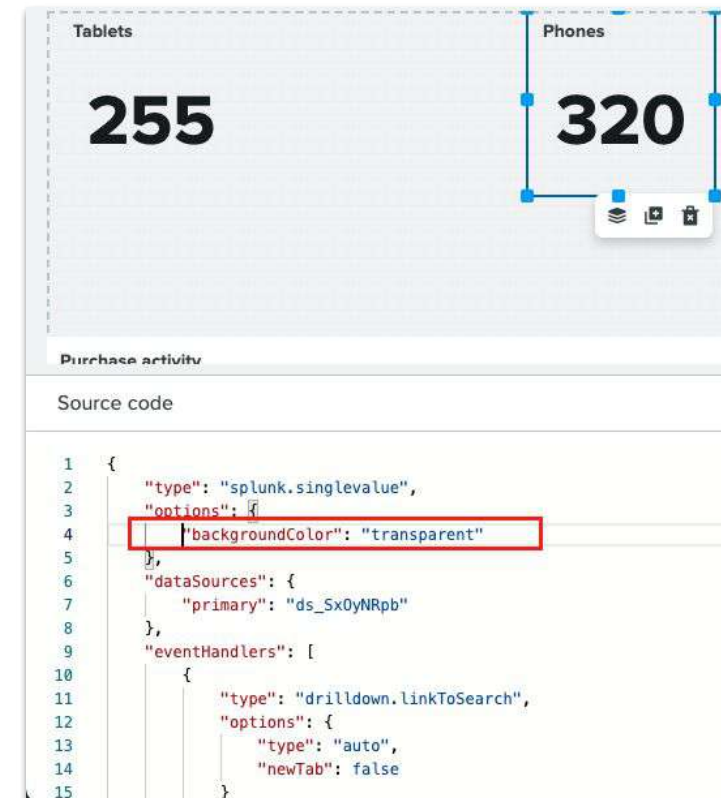 Tablets
Phones
255
320
Purchase activity
Source code
1 {
2 "type": "splunk.singlevalue",
3 "options": {
4 "backgroundColor": "transparent"
5 },
6 "dataSources": {
7 "primary": "ds_SxOyNRpb"
8 },
9 "eventHandlers": [
10 {
11 "type": "drilldown.linkToSearch",
12 "options": {
13 "type": "auto",
14 "newTab": false
15 }